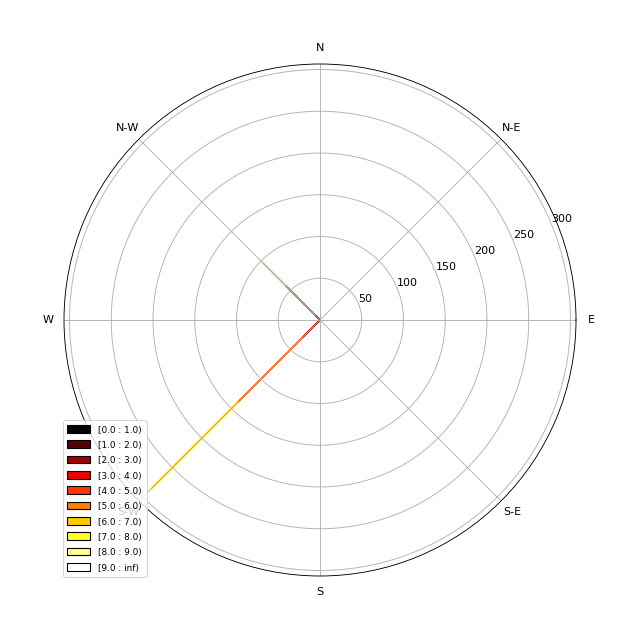 N
N-W
N-E
300
250
200
150
100
50
W
E
[0.0 : 1.0)
[1.0 : 2.0)
[2.0 : 3.0)
[3.0 : 4.0)
[4.0 : 5.0)
[5.0 : 6.0)
[6.0 : 7.0)
[7.0 : 8.0)
[8.0 : 9.0)
[9.0 : inf)
S-W
S-E
S